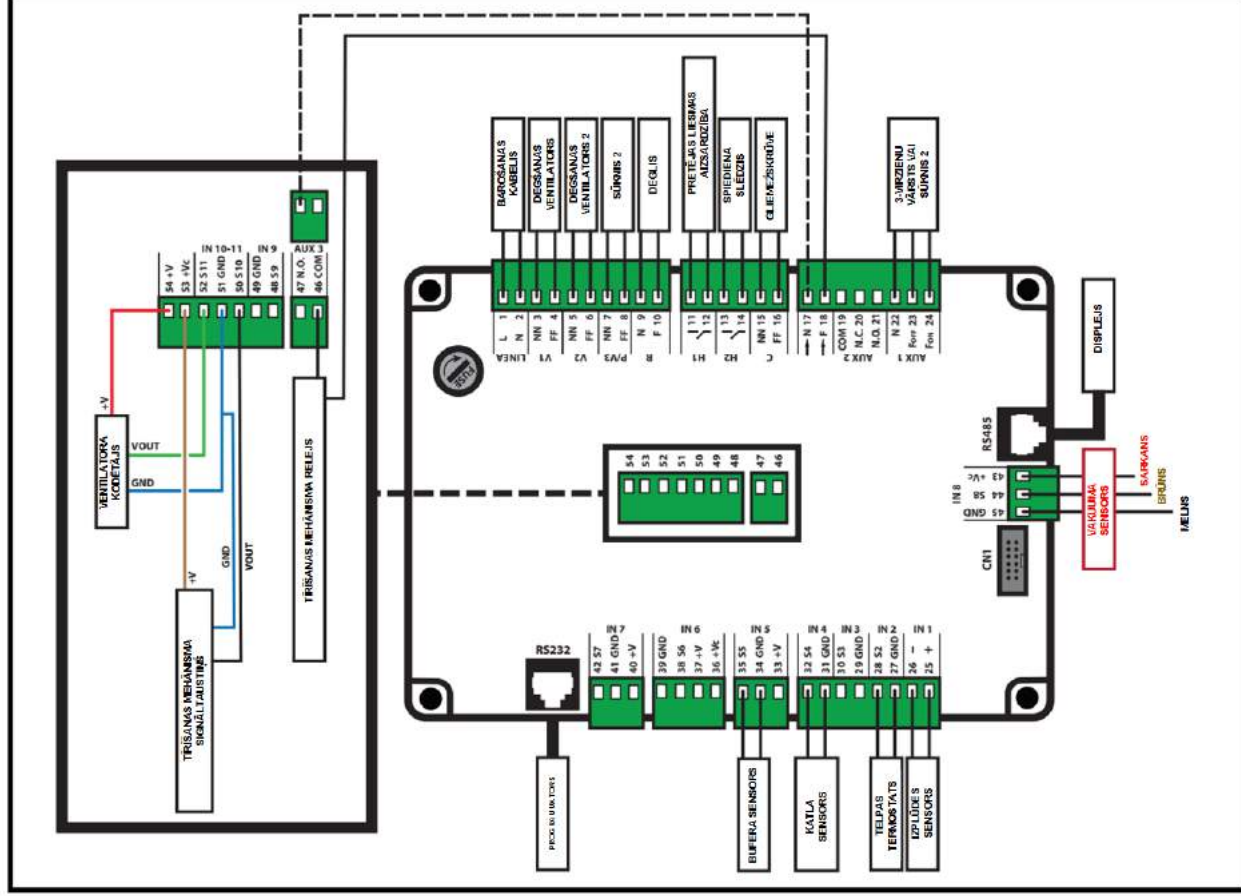 54 +V
53 +Vc
52 S11
51 GND
50 S10
49 GND
48 S9
IN 10-11
IN 9
47 N.O.
46 COM
AUX 3
+V
VENTILATORA
KODĒTĀJS
VOUT
GND
+V
GND
VOUT
TĪRĪŠANAS MEHĀNISMA
SIGNĀLTAUSTIŅŠ
TĪRĪŠANAS MEHĀNISMA RELEJS
BAROŠANAS
KABELIS
DEGŠANAS
VENTILATORS
DEGŠANAS
VENTILATORS 2
SŪKNIS 2
DEGLIS
PRETĒJAS LIESMAS
AIZSARDZĪBA
SPIEDIENA
SLĒDZIS
GLIEMEŽSKRŪVE
3-VIRZIENU
VĀRSTS VAI
SŪKNIS 2
L 1
N 2
NN 3
FF 4
NN 5
FF 6
NN 7
FF 8
N 9
F 10
11
12
13
14
NN 15
FF 16
N 17
F 18
COM 19
N.C. 20
N.O. 21
N 22
FOFF 23
FON 24
LINEA
V1
V2
P/V3
R
H1
H2
C
AUX 2
AUX 1
FUSE
54
53
52
51
50
49
48
47
46
RS485
DISPLEJS
IN 8
43 +Vc
44 S8
45 GND
VAKUUMA
SENSORS
SARKANS
BRŪNS
MELNS
CN1
RS232
IN 7
42 S7
41 GND
40 +V
IN 6
39 GND
38 S6
37 +V
36 +Vc
IN 5
35 S5
34 GND
33 +V
IN 4
32 S4
31 GND
IN 3
30 S3
29 GND
IN 2
28 S2
27 GND
IN 1
26 −
25 +
BUFERA SENSORS
KATLA
SENSORS
TELPAS
TERMOSTATS
IZPLŪDES
SENSORS